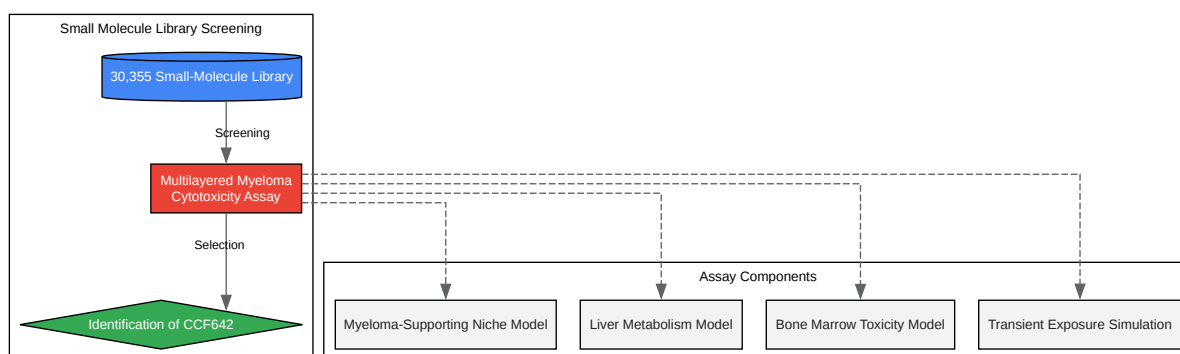 Small Molecule Library Screening
30,355 Small-Molecule Library
Screening
Multilayered Myeloma
Cytotoxicity Assay
Selection
Identification of CCF642
Assay Components
Myeloma-Supporting Niche Model
Liver Metabolism Model
Bone Marrow Toxicity Model
Transient Exposure Simulation